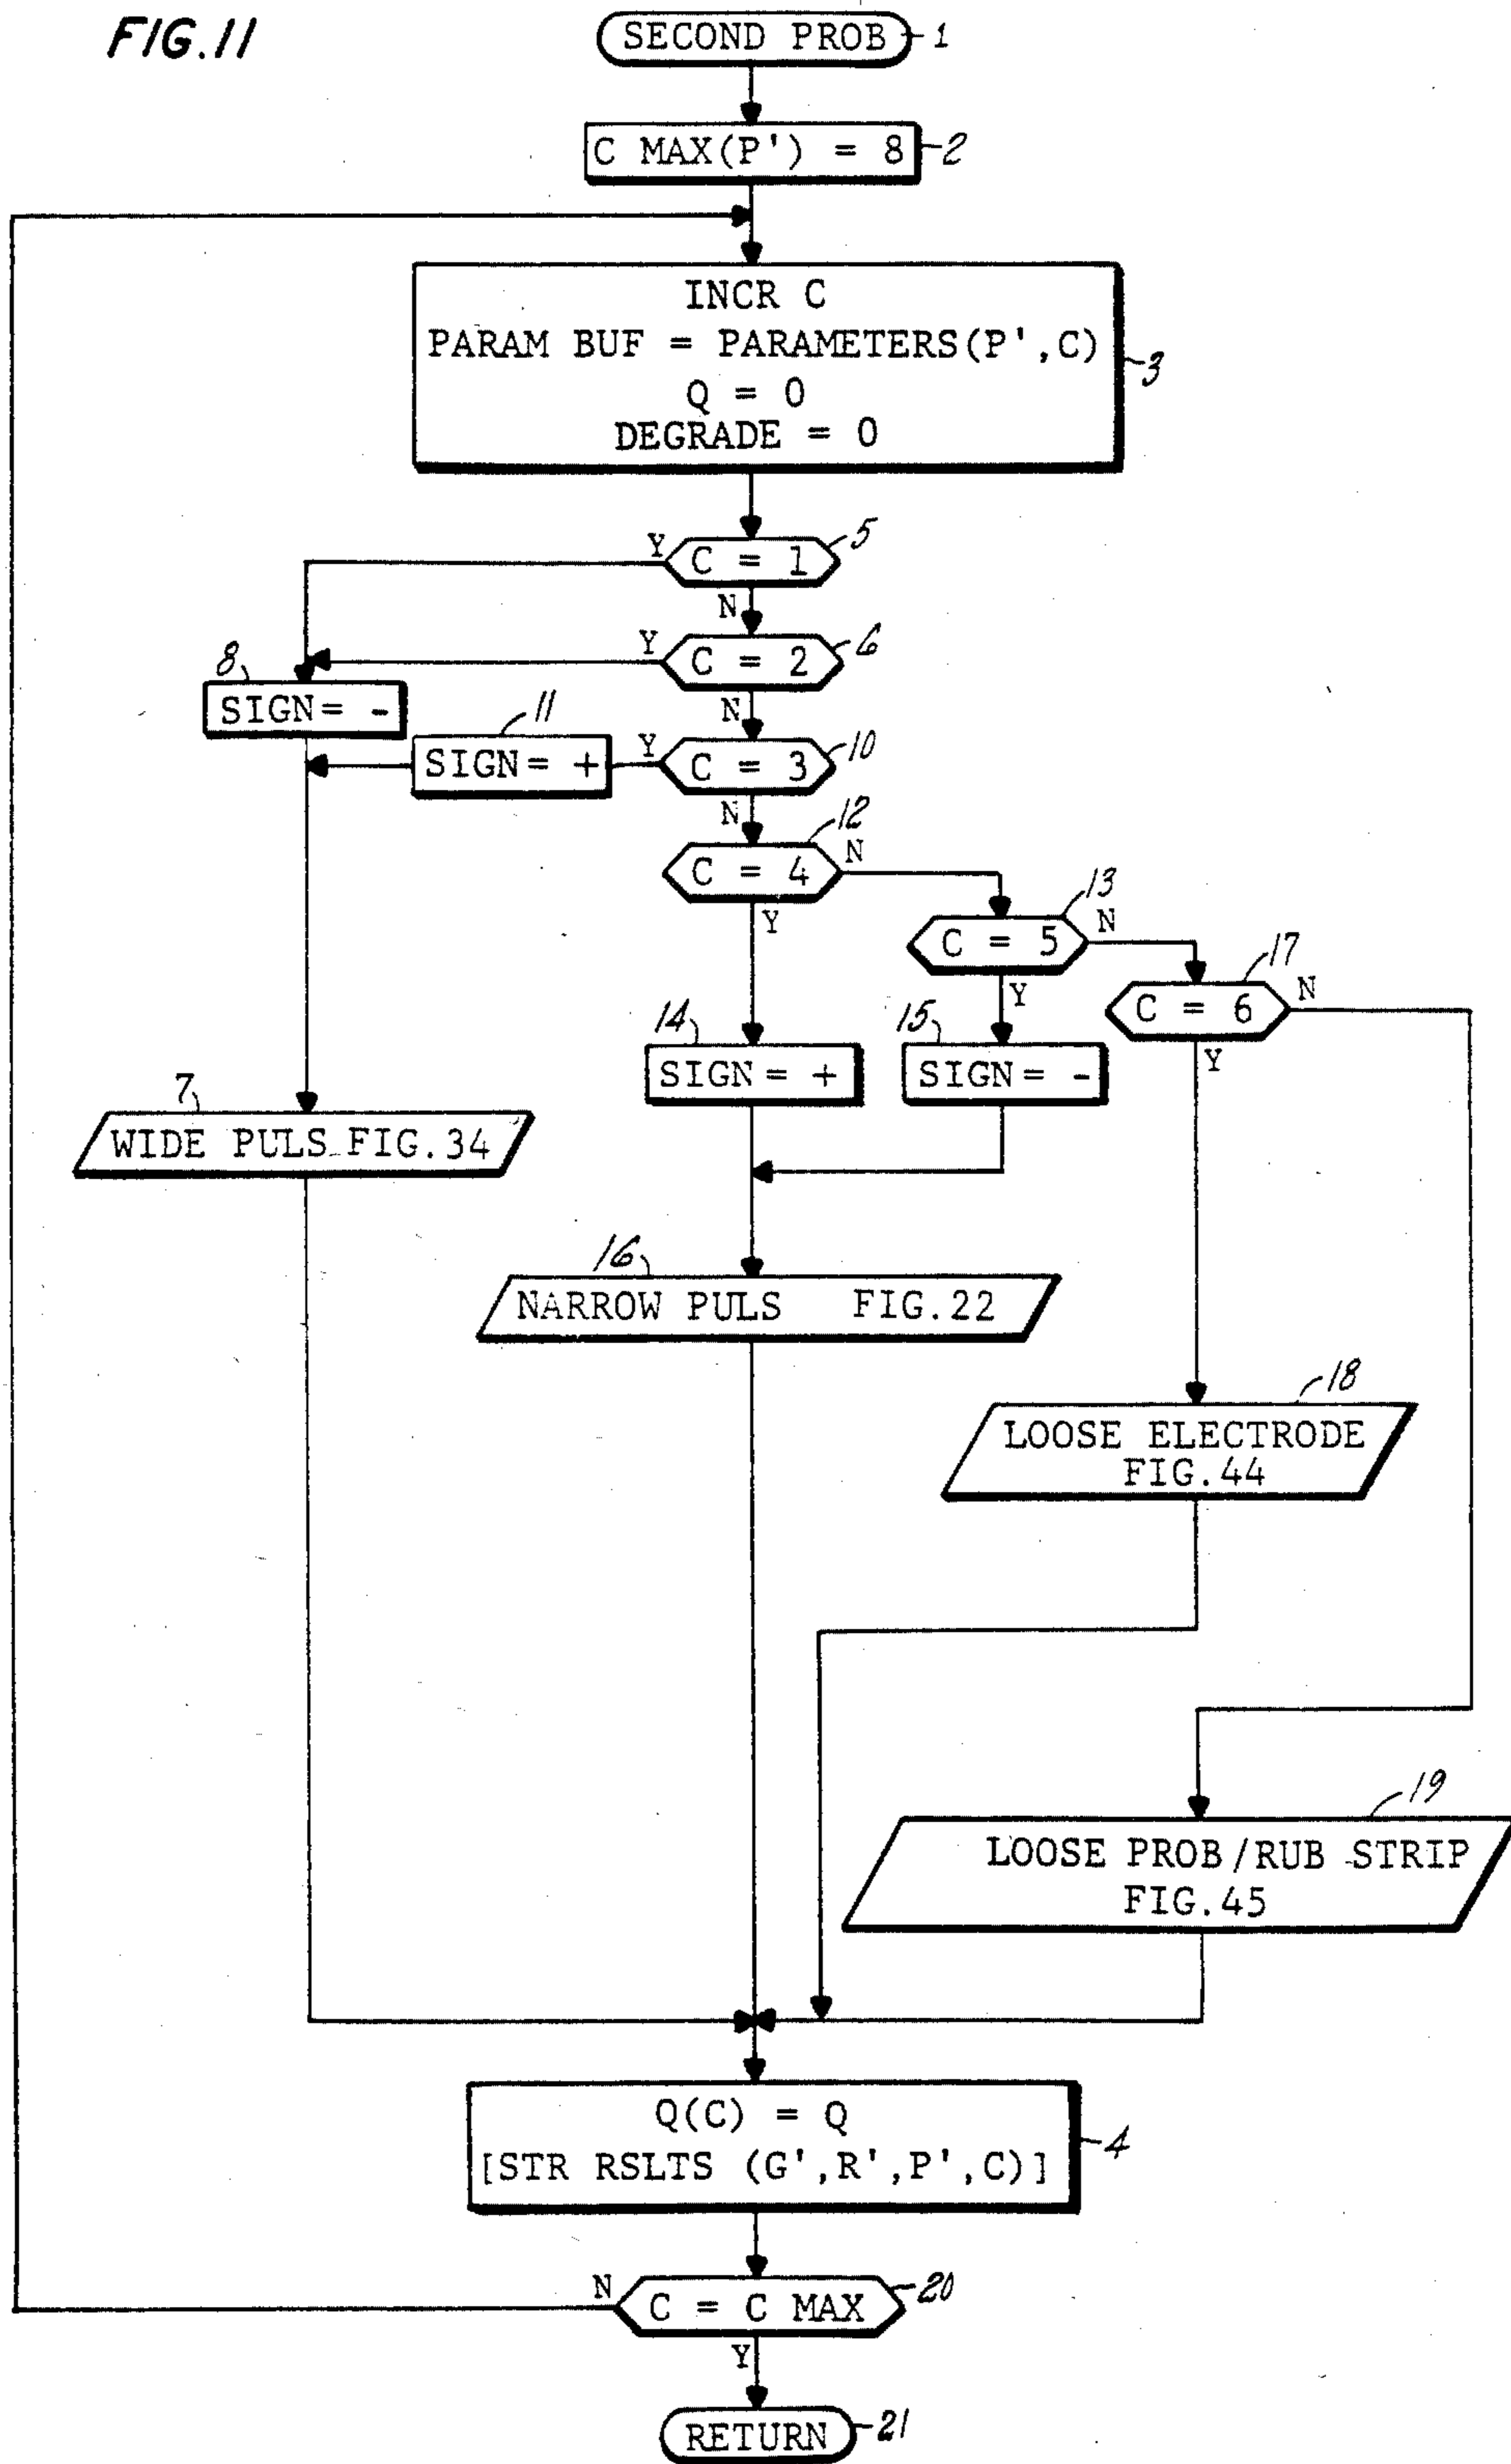 FIG.11
SECOND PROB 1
C MAX(P') = 8 2
INCR C
PARAM BUF = PARAMETERS(P',C)
Q = 0
DEGRADE = 0
3
Y C = 1 5
N
Y C = 2 6
8
SIGN= -
N
11
SIGN= +
Y C = 3 10
N
C = 4 12
N
Y
C = 5 13
N
Y
C = 6 17
N
Y
14
SIGN= +
15
SIGN= -
7
WIDE PULS FIG.34
16
NARROW PULS FIG.22
18
LOOSE ELECTRODE
FIG.44
19
LOOSE PROB/RUB STRIP
FIG.45
Q(C) = Q
[STR RSLTS (G',R',P',C)]
4
N C = C MAX 20
Y
RETURN 21